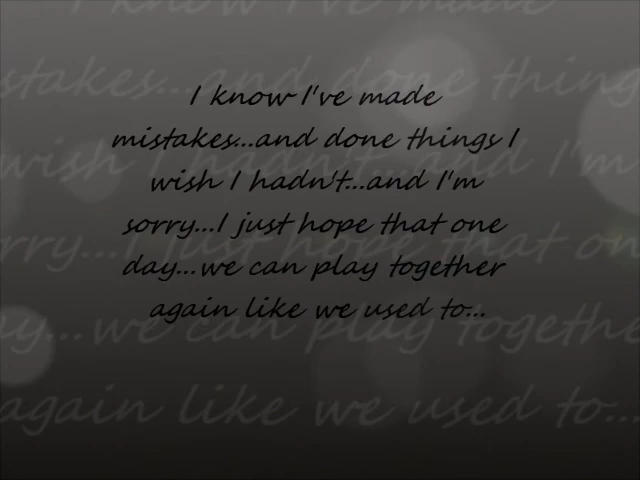 I know I've made
mistakes...and done things I
wish I hadn't...and I'm
sorry...I just hope that one
day...we can play together
again like we used to...